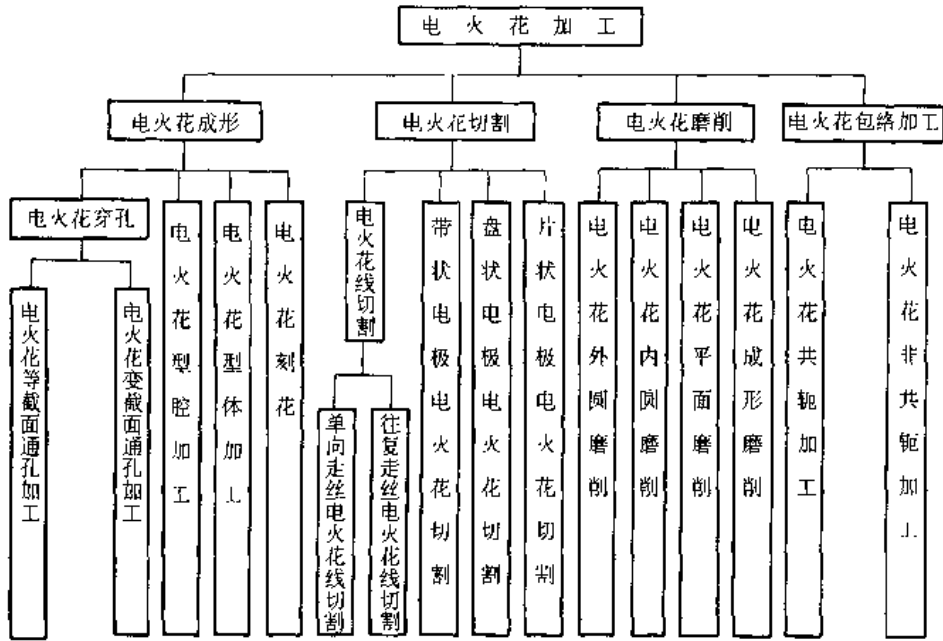 电火花加工
电火花成形
电火花切割
电火花磨削
电火花包络加工
电火花穿孔
电火花型腔加工
电火花型体加工
电火花刻花
电火花线切割
带状电极电火花切割
盘状电极电火花切割
片状电极电火花切割
电火花外圆磨削
电火花内圆磨削
电火花平面磨削
电火花成形磨削
电火花共轭加工
电火花非共轭加工
电火花等截面通孔加工
电火花变截面通孔加工
单向走丝电火花线切割
往复走丝电火花线切割